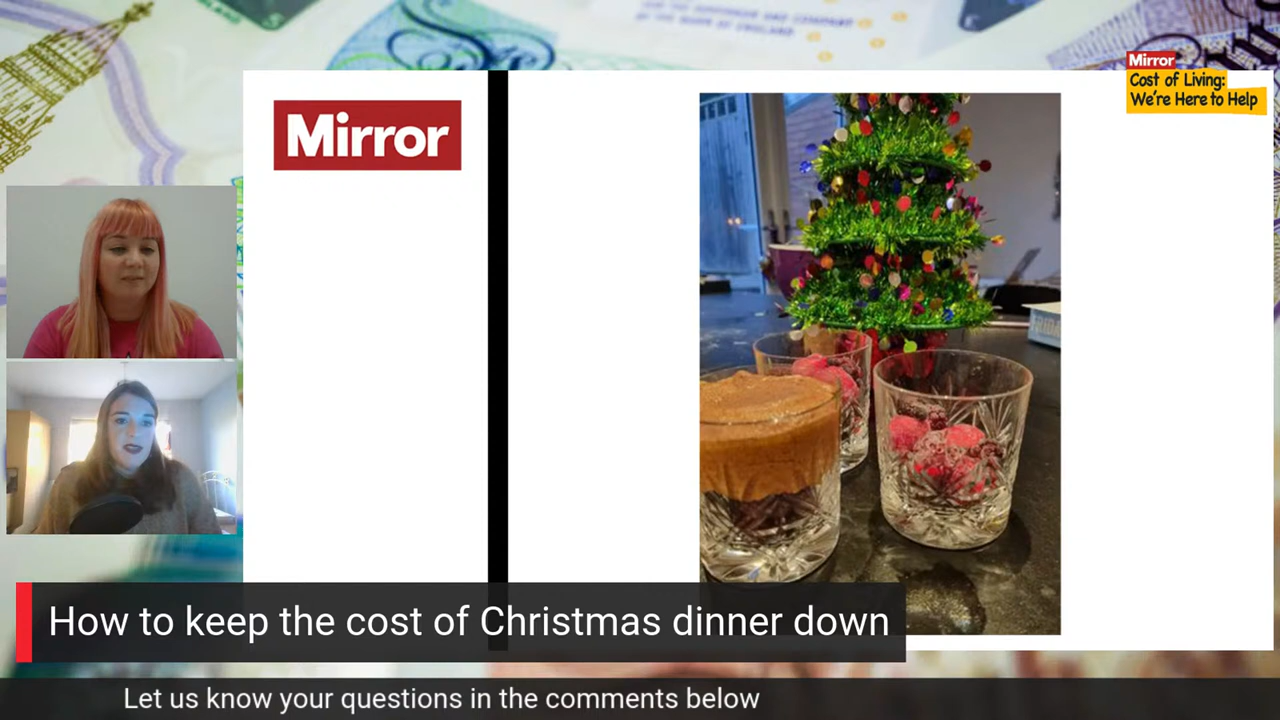 Mirror
Mirror
Cost of Living:
We're Here to Help
How to keep the cost of Christmas dinner down
Let us know your questions in the comments below